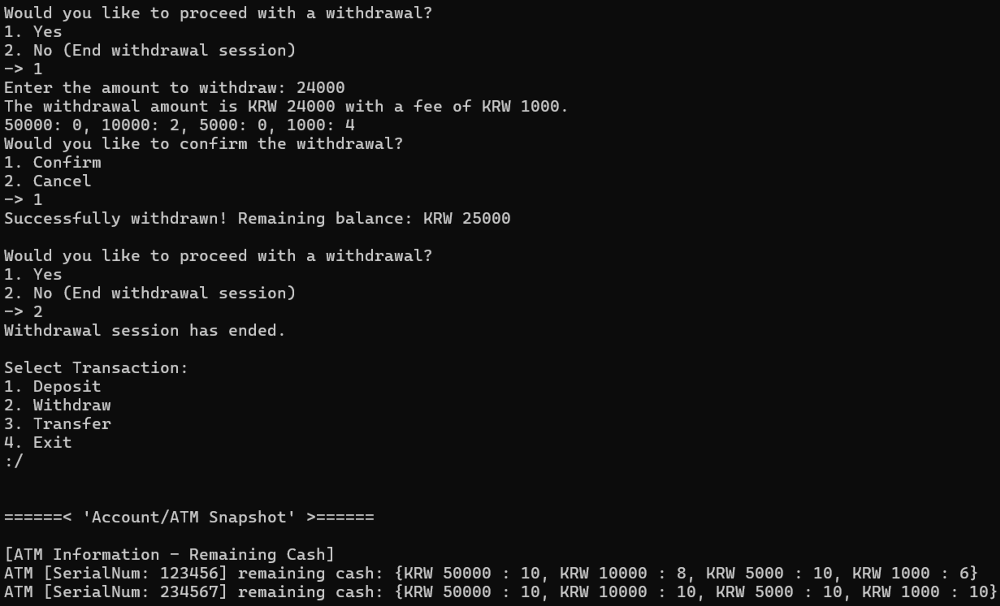 Would you like to proceed with a withdrawal?
1. Yes
2. No (End withdrawal session)
-> 1
Enter the amount to withdraw: 24000
The withdrawal amount is KRW 24000 with a fee of KRW 1000.
50000: 0, 10000: 2, 5000: 0, 1000: 4
Would you like to confirm the withdrawal?
1. Confirm
2. Cancel
-> 1
Successfully withdrawn! Remaining balance: KRW 25000
Would you like to proceed with a withdrawal?
1. Yes
2. No (End withdrawal session)
-> 2
Withdrawal session has ended.
Select Transaction:
1. Deposit
2. Withdraw
3. Transfer
4. Exit
:/
======< 'Account/ATM Snapshot' >======
[ATM Information - Remaining Cash]
ATM [SerialNum: 123456] remaining cash: {KRW 50000 : 10, KRW 10000 : 8, KRW 5000 : 10, KRW 1000 : 6}
ATM [SerialNum: 234567] remaining cash: {KRW 50000 : 10, KRW 10000 : 10, KRW 5000 : 10, KRW 1000 : 10}